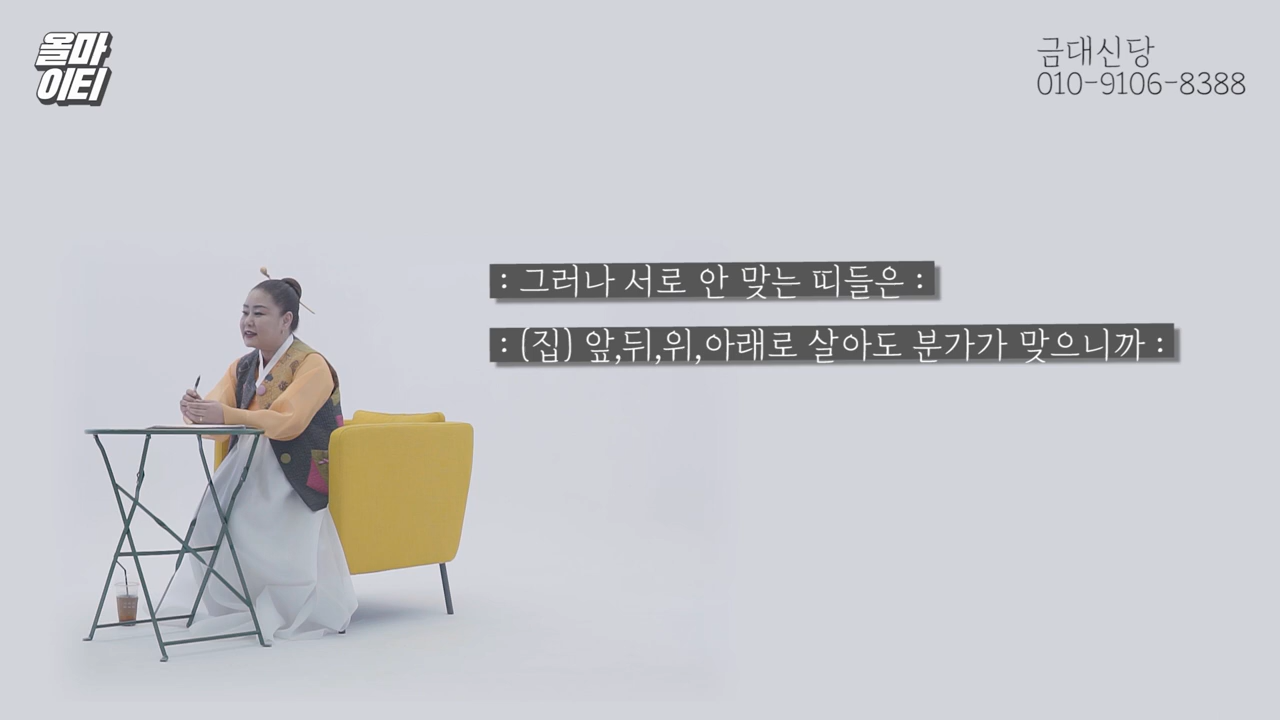 올마
이티
금대신당
010-9106-8388
: 그러나 서로 안 맞는 띠들은 :
: (집) 앞,뒤,위,아래로 살아도 분가가 맞으니까 :